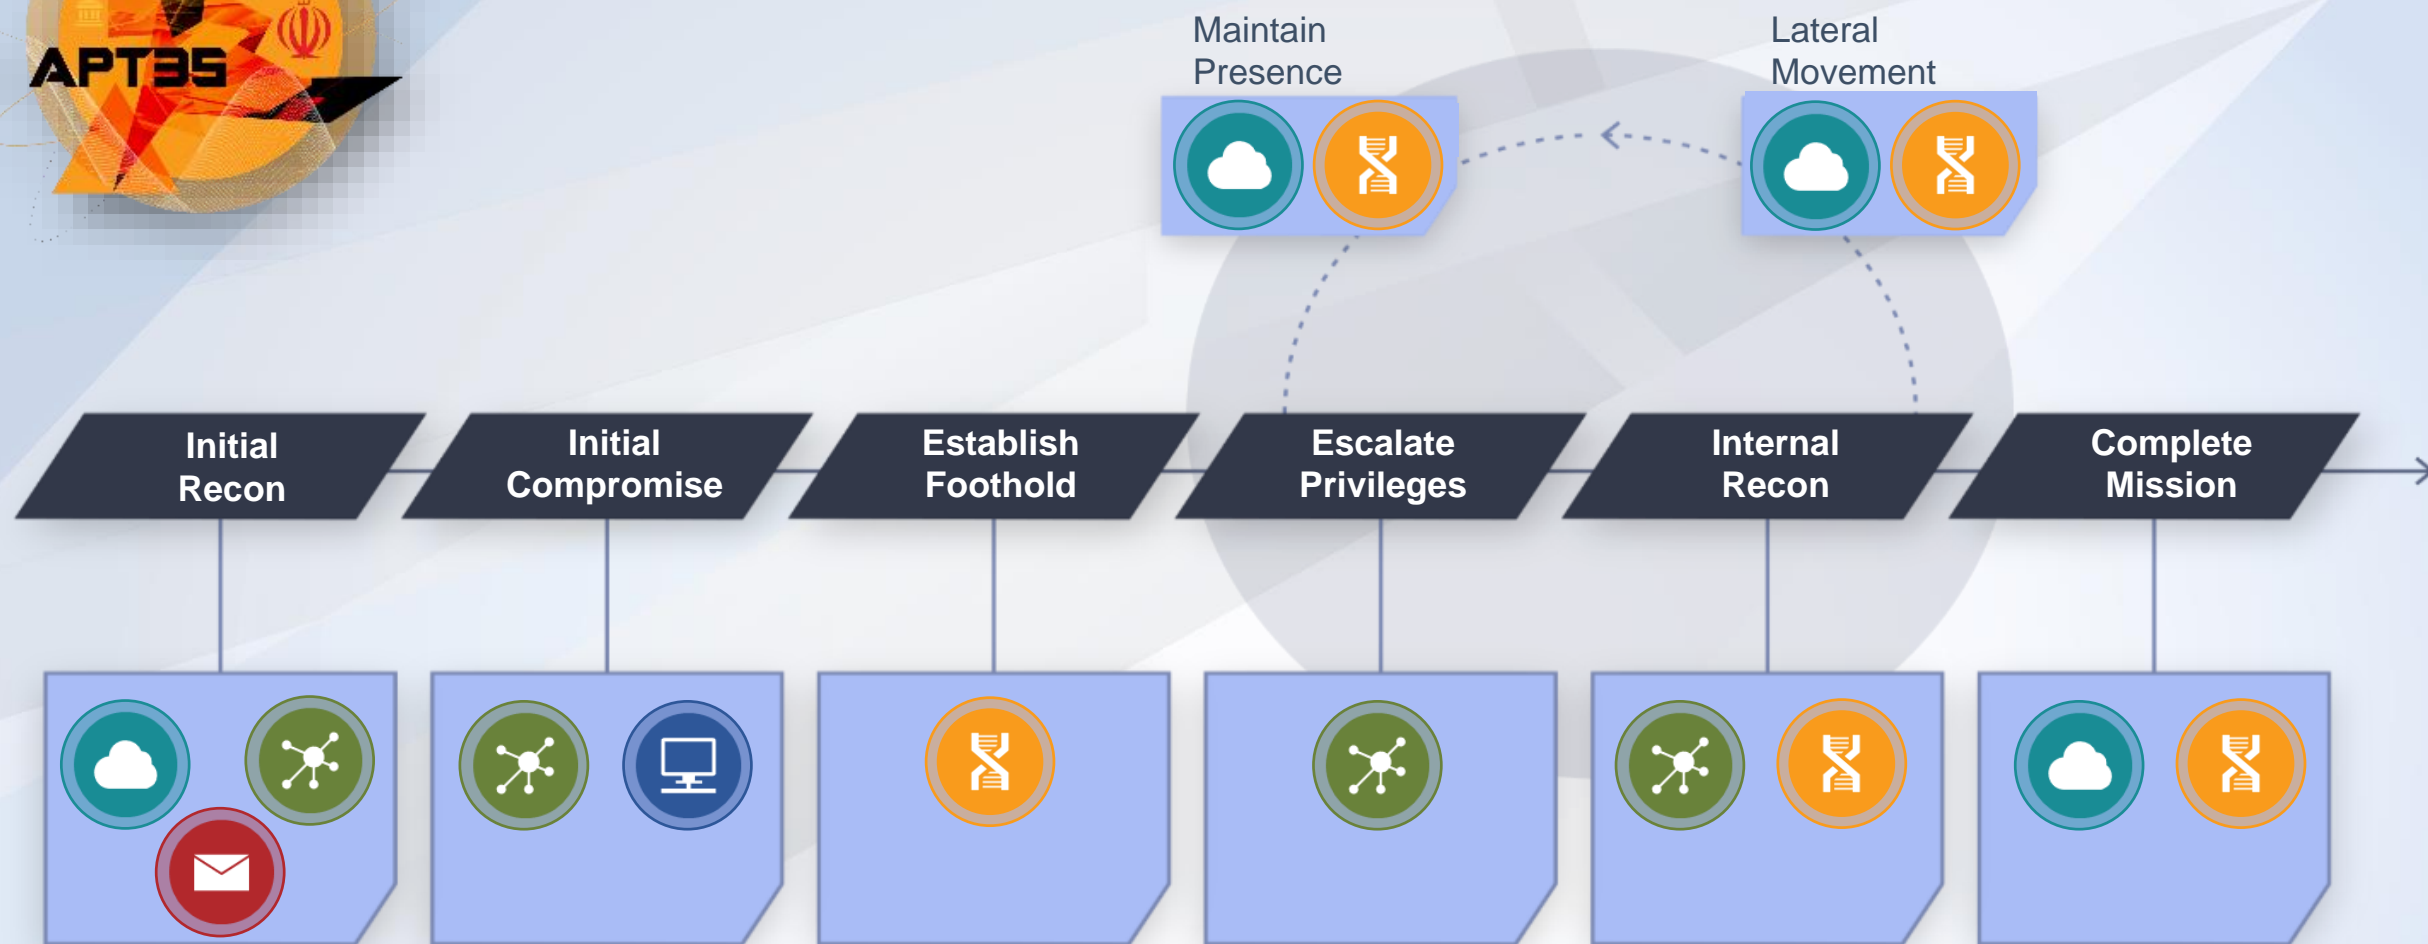 APT35
Maintain
Presence
Lateral
Movement
Initial
Recon
Initial
Compromise
Establish
Foothold
Escalate
Privileges
Internal
Recon
Complete
Mission